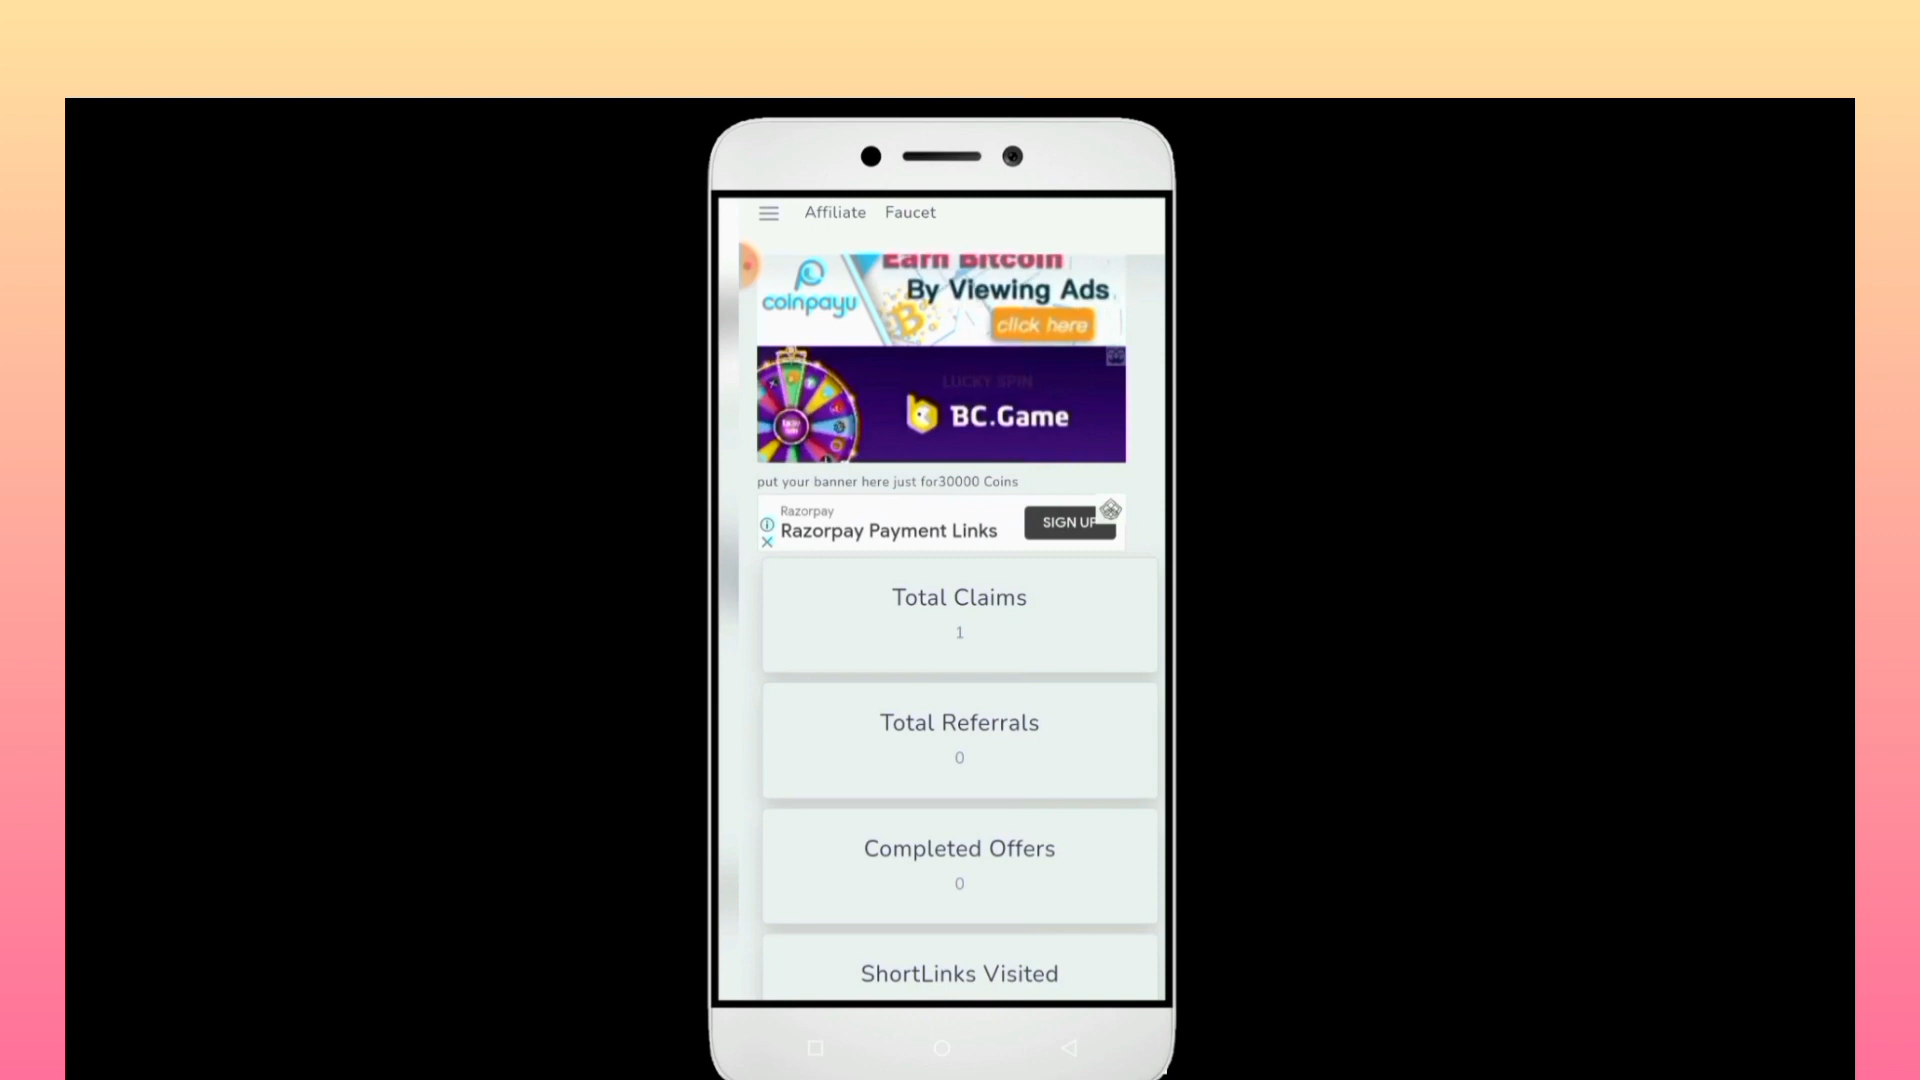 Affiliate Faucet
Earn Bitcoin
coinpayu
By Viewing Ads
click here
LUCKY SPIN
BC.Game
put your banner here just for30000 Coins
Razorpay
Razorpay Payment Links
SIGN UP
Total Claims
1
Total Referrals
0
Completed Offers
0
ShortLinks Visited